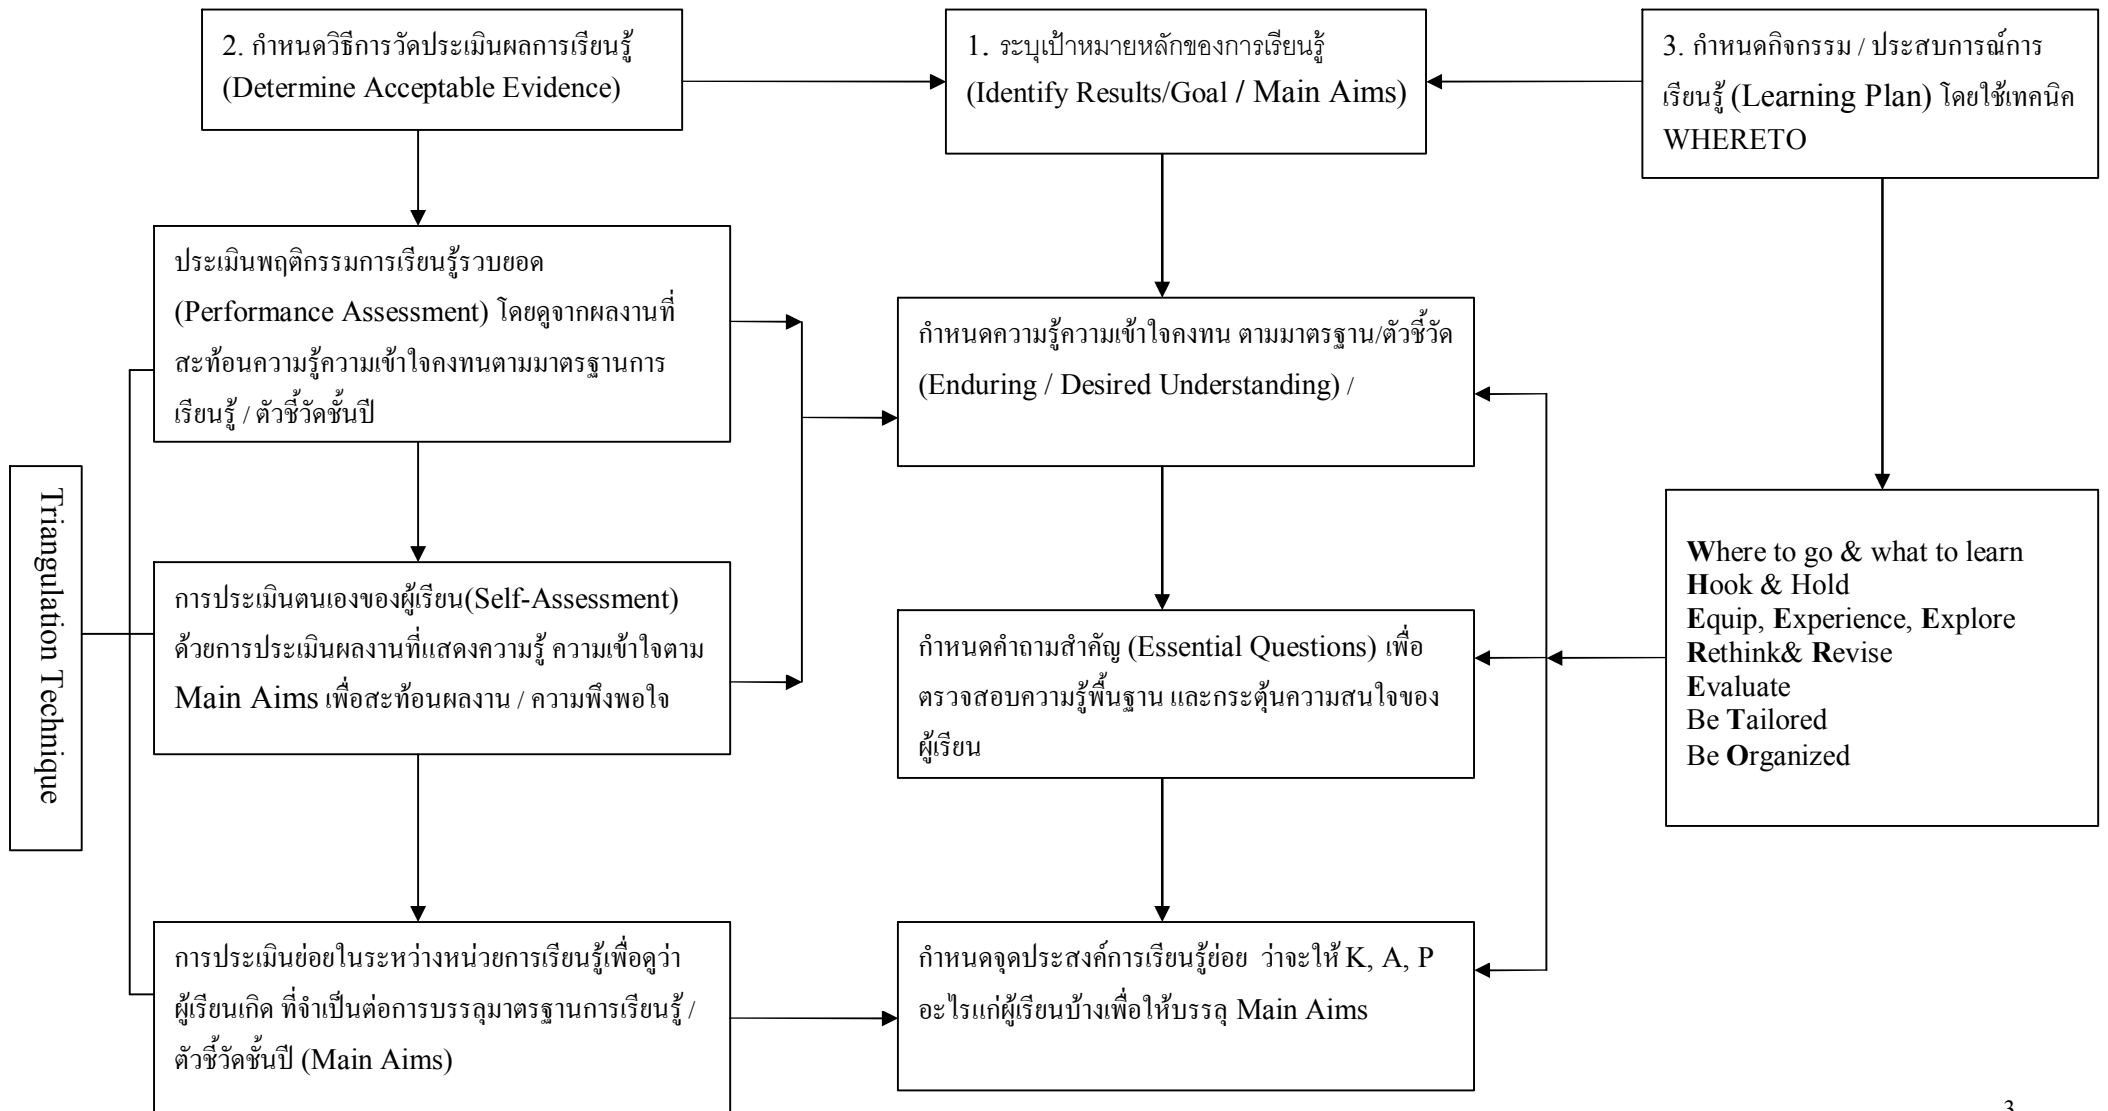 2. กำหนดวิธีการวัดประเมินผลการเรียนรู้
(Determine Acceptable Evidence)
1. ระบุเป้าหมายหลักของการเรียนรู้
(Identify Results/Goal / Main Aims)
3. กำหนดกิจกรรม / ประสบการณ์การ
เรียนรู้ (Learning Plan) โดยใช้เทคนิค
WHERETO
ประเมินพฤติกรรมการเรียนรู้รวบยอด
(Performance Assessment) โดยดูจากผลงานที่
สะท้อนความรู้ความเข้าใจคงทนตามมาตรฐานการ
เรียนรู้ / ตัวชี้วัดชั้นปี
กำหนดความรู้ความเข้าใจคงทน ตามมาตรฐาน/ตัวชี้วัด
(Enduring / Desired Understanding) /
Triangulation Technique
การประเมินตนเองของผู้เรียน(Self-Assessment)
ด้วยการประเมินผลงานที่แสดงความรู้ ความเข้าใจตาม
Main Aims เพื่อสะท้อนผลงาน / ความพึงพอใจ
กำหนดคำถามสำคัญ (Essential Questions) เพื่อ
ตรวจสอบความรู้พื้นฐาน และกระตุ้นความสนใจของ
ผู้เรียน
Where to go & what to learn
Hook & Hold
Equip, Experience, Explore
Rethink& Revise
Evaluate
Be Tailored
Be Organized
การประเมินย่อยในระหว่างหน่วยการเรียนรู้เพื่อดูว่า
ผู้เรียนเกิด ที่จำเป็นต่อการบรรลุมาตรฐานการเรียนรู้ /
ตัวชี้วัดชั้นปี (Main Aims)
กำหนดจุดประสงค์การเรียนรู้ย่อย ว่าจะให้ K, A, P
อะไรแก่ผู้เรียนบ้างเพื่อให้บรรลุ Main Aims
3